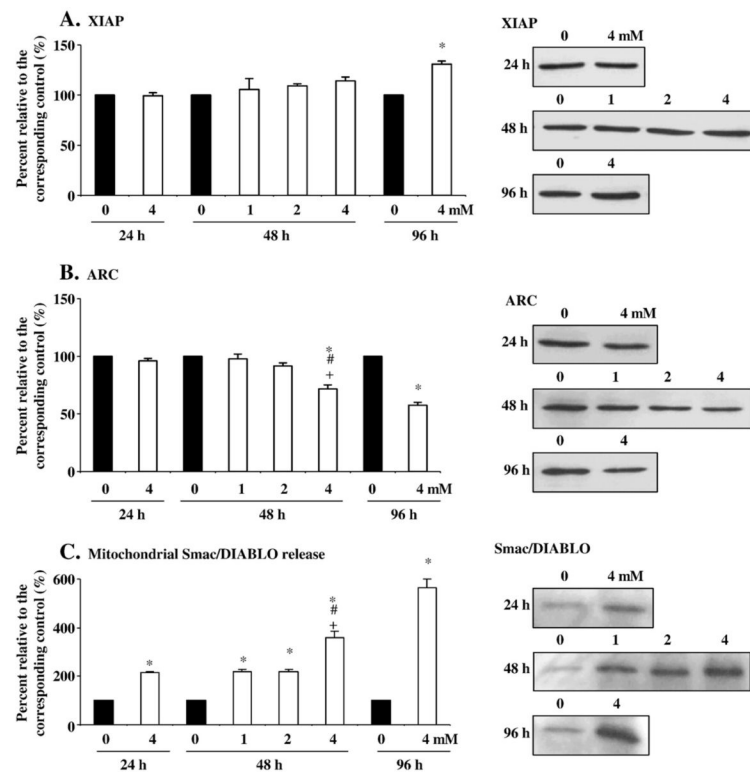 A. XIAP
Percent relative to the
corresponding control (%)
150
100
50
0
0 4 0 1 2 4 0 4 mM
24 h 48 h 96 h
*
XIAP
0 4 mM
24 h
0 1 2 4
48 h
0 4
96 h
B. ARC
Percent relative to the
corresponding control (%)
150
100
50
0
0 4 0 1 2 4 0 4 mM
24 h 48 h 96 h
*
#
+
*
ARC
0 4 mM
24 h
0 1 2 4
48 h
0 4
96 h
C. Mitochondrial Smac/DIABLO release
Percent relative to the
corresponding control (%)
600
400
200
0
0 4 0 1 2 4 0 4 mM
24 h 48 h 96 h
*
*
*
*
#
+
*
Smac/DIABLO
0 4 mM
24 h
0 1 2 4
48 h
0 4
96 h